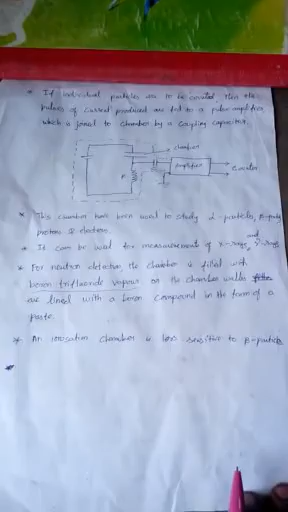 * If individual particles are to be counted then the
pulses of current produced are fed to a pulse amplifier
which is joined to chamber by a coupling capacitor.
chamber
C
amplifier
Counter
R
* This chamber have been used to study α-particles, β-particles
protons & electrons.
* It can be used for measurement of X-rays and γ-rays
* For neutron detection, the chamber is filled with
boron trifluoride vapour or the chamber walls
are lined with a boron compound in the form of a
paste.
* An ionisation chamber is less sensitive to β-particle
*